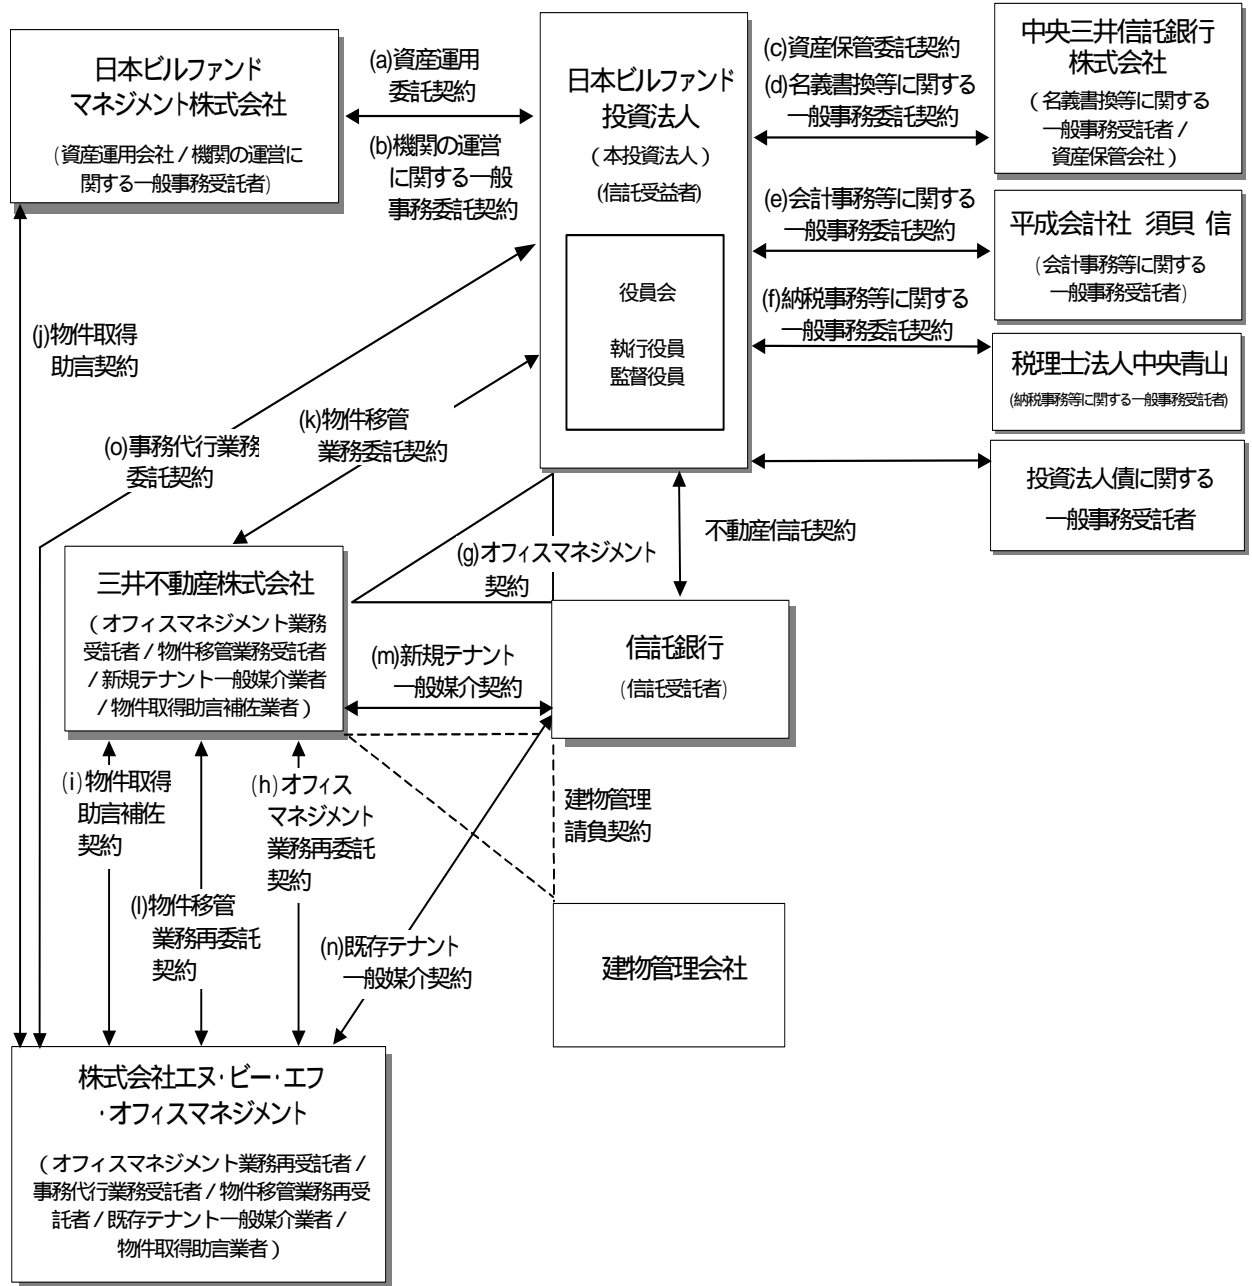 日本ビルファンド
マネジメント株式会社
(資産運用会社/機関の運営に
関する一般事務受託者)
(a)資産運用
委託契約
(b)機関の運営
に関する一般
事務委託契約
日本ビルファンド
投資法人
(本投資法人)
(信託受益者)
役員会
執行役員
監督役員
(c)資産保管委託契約
(d)名義書換等に関する
一般事務委託契約
中央三井信託銀行
株式会社
(名義書換等に関する
一般事務受託者/
資産保管会社)
(e)会計事務等に関する
一般事務委託契約
平成会計社 須貝 信
(会計事務等に関する
一般事務受託者)
(f)納税事務等に関する
一般事務委託契約
税理士法人中央青山
(納税事務等に関する一般事務受託者)
投資法人債に関する
一般事務受託者
(j)物件取得
助言契約
(o)事務代行業務
委託契約
(k)物件移管
業務委託契約
(g)オフィスマネジメント
契約
不動産信託契約
三井不動産株式会社
(オフィスマネジメント業務
受託者/物件移管業務受託者
/新規テナント一般媒介業者
/物件取得助言補佐業者)
(m)新規テナント
一般媒介契約
信託銀行
(信託受託者)
(i)物件取得
助言補佐
契約
(l)物件移管
業務再委託
契約
(h)オフィス
マネジメント
業務再委託
契約
建物管理
請負契約
(n)既存テナント
一般媒介契約
建物管理会社
株式会社エヌ・ビー・エフ
・オフィスマネジメント
(オフィスマネジメント業務再受託者/
事務代行業務受託者/物件移管業務再受
託者/既存テナント一般媒介業者/
物件取得助言業者)